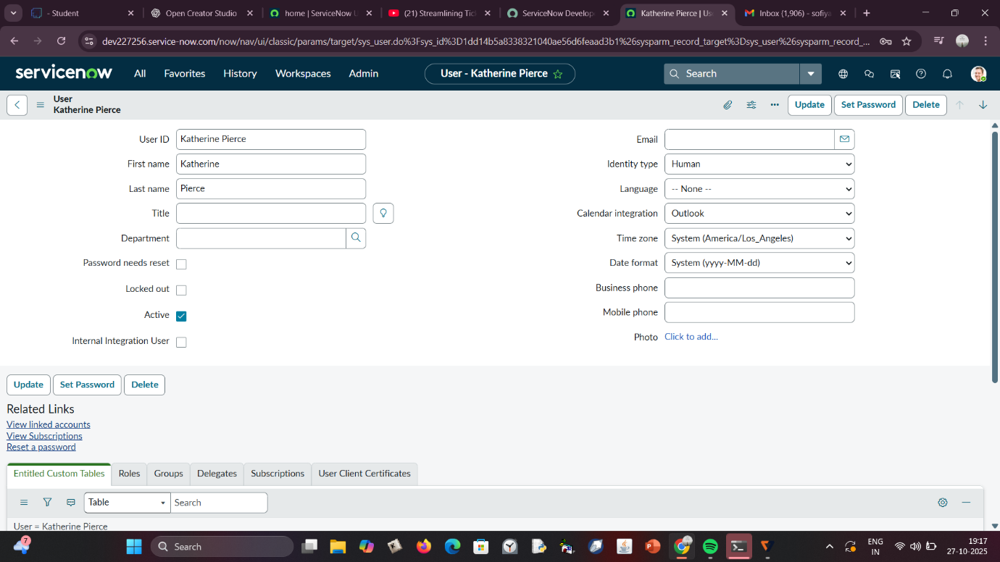 - Student
Open Creator Studio
home | ServiceNow U
(21) Streamlining Tic
ServiceNow Develop
Katherine Pierce | Us
Inbox (1,906) - sofiya
dev227256.service-now.com/now/nav/ui/classic/params/target/sys_user.do%3Fsys_id%3D1dd14b5a8338321040ae56d6feaad3b1%26sysparm_record_target%3Dsys_user%26sysparm_record_...
servicenow All Favorites History Workspaces Admin User - Katherine Pierce Search
User
Katherine Pierce
Update Set Password Delete
User ID Katherine Pierce
First name Katherine
Last name Pierce
Title
Department
Password needs reset
Locked out
Active
Internal Integration User
Email
Identity type Human
Language -- None --
Calendar integration Outlook
Time zone System (America/Los_Angeles)
Date format System (yyyy-MM-dd)
Business phone
Mobile phone
Photo Click to add...
Update Set Password Delete
Related Links
View linked accounts
View Subscriptions
Reset a password
Entitled Custom Tables Roles Groups Delegates Subscriptions User Client Certificates
Table Search
User = Katherine Pierce
7
Search
ENG
IN
19:17
27-10-2025